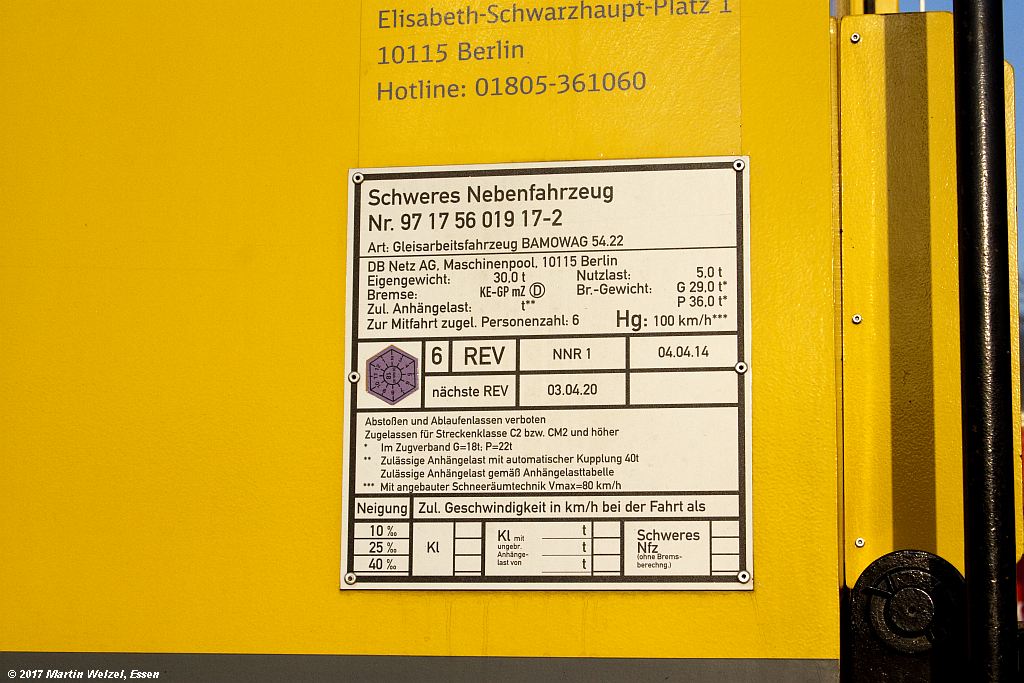 Elisabeth-Schwarzhaupt-Platz 1
10115 Berlin
Hotline: 01805-361060
Schweres Nebenfahrzeug
Nr. 97 17 56 019 17-2
Art: Gleisarbeitsfahrzeug BAMOWAG 54.22
DB Netz AG, Maschinenpool, 10115 Berlin
Eigengewicht: 30,0 t Nutzlast: 5.0 t
Bremse: KE-GP mZ D Br.-Gewicht: G 29.0 t*
Zul. Anhängelast: t** P 36,0 t*
Zur Mitfahrt zugel. Personenzahl: 6 Hg: 100 km/h***
6 REV NNR 1 04.04.14
nächste REV 03.04.20
Abstoßen und Ablaufenlassen verboten
Zugelassen für Streckenklasse C2 bzw. CM2 und höher
* Im Zugverband G=18t; P=22t
** Zulässige Anhängelast mit automatischer Kupplung 40t
Zulässige Anhängelast gemäß Anhängelasttabelle
*** Mit angebauter Schneeräumtechnik Vmax=80 km/h
Neigung Zul. Geschwindigkeit in km/h bei der Fahrt als
10 ‰
25 ‰
40 ‰
Kl
Kl mit t
ungebr. t
Anhänge-
last von t
Schweres
Nfz
(ohne Brems-
berechng.)
© 2017 Martin Welzel, Essen